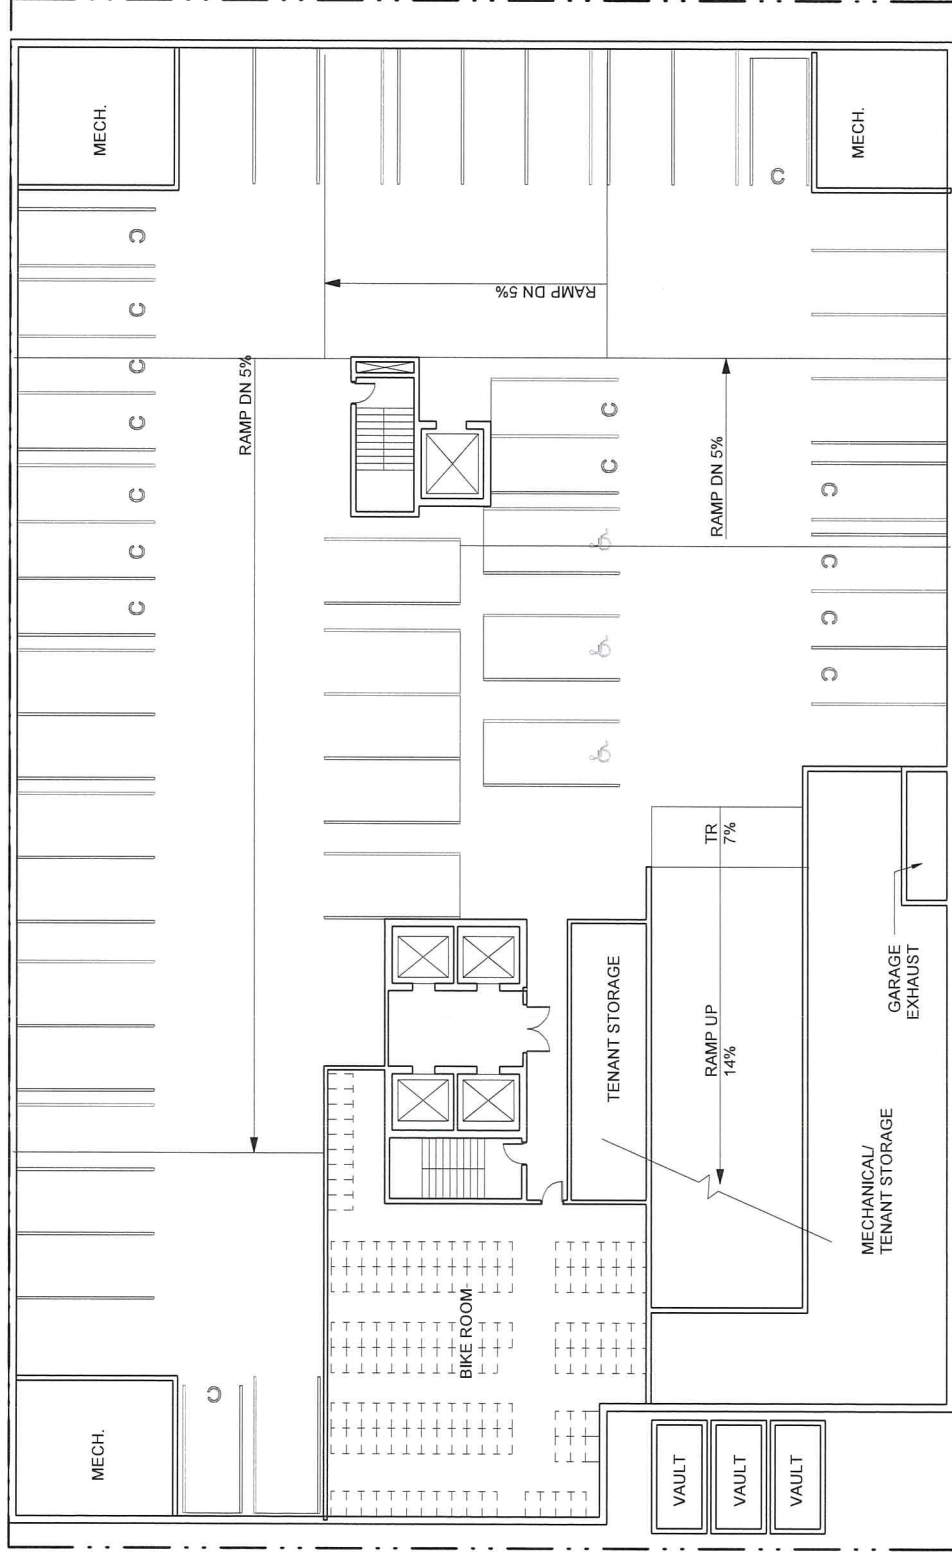 MECH.
MECH.
C
C
C
C
C
C
C
C
RAMP DN 5%
RAMP DN 5%
C
C
RAMP DN 5%
C
C
C
C
TR
7%
RAMP UP
14%
TENANT STORAGE
GARAGE
EXHAUST
MECHANICAL/
TENANT STORAGE
BIKE ROOM
C
MECH.
VAULT
VAULT
VAULT